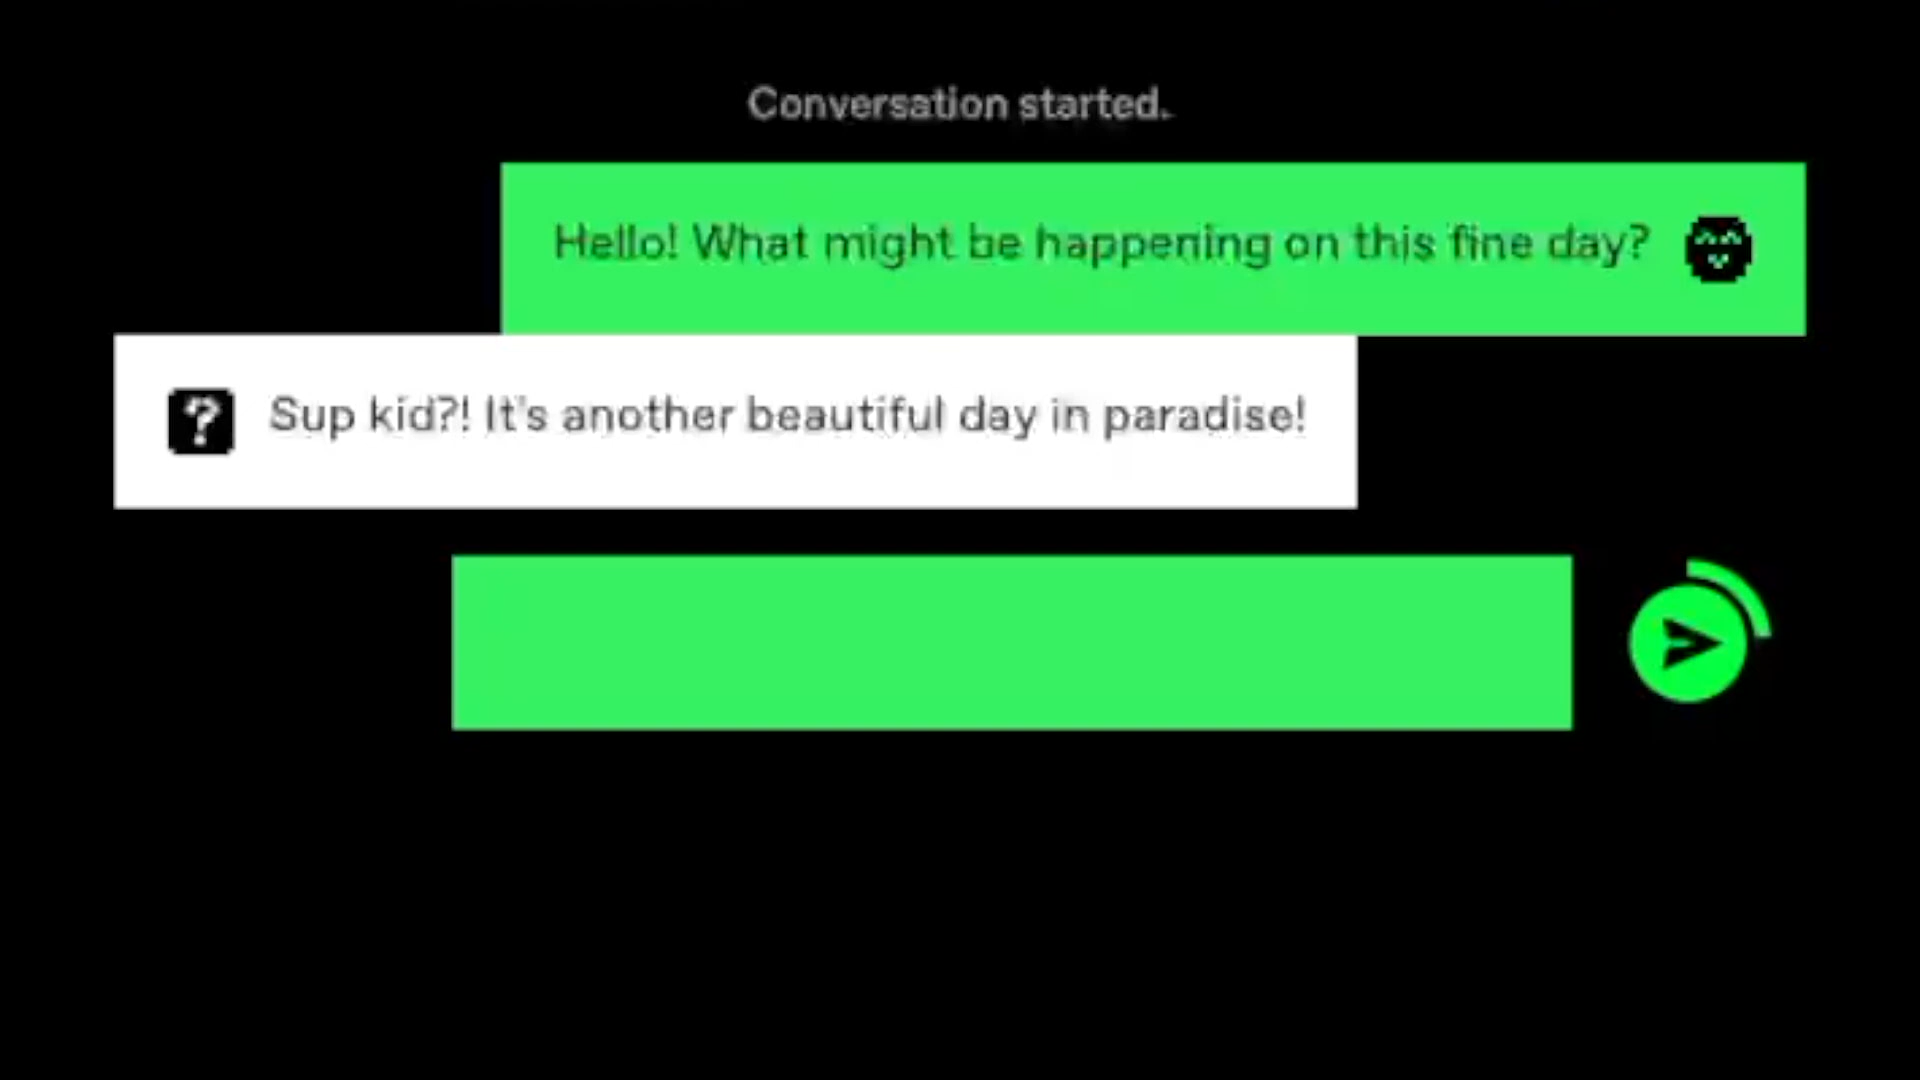 Conversation started.
Hello! What might be happening on this fine day?
Sup kid?! It's another beautiful day in paradise!